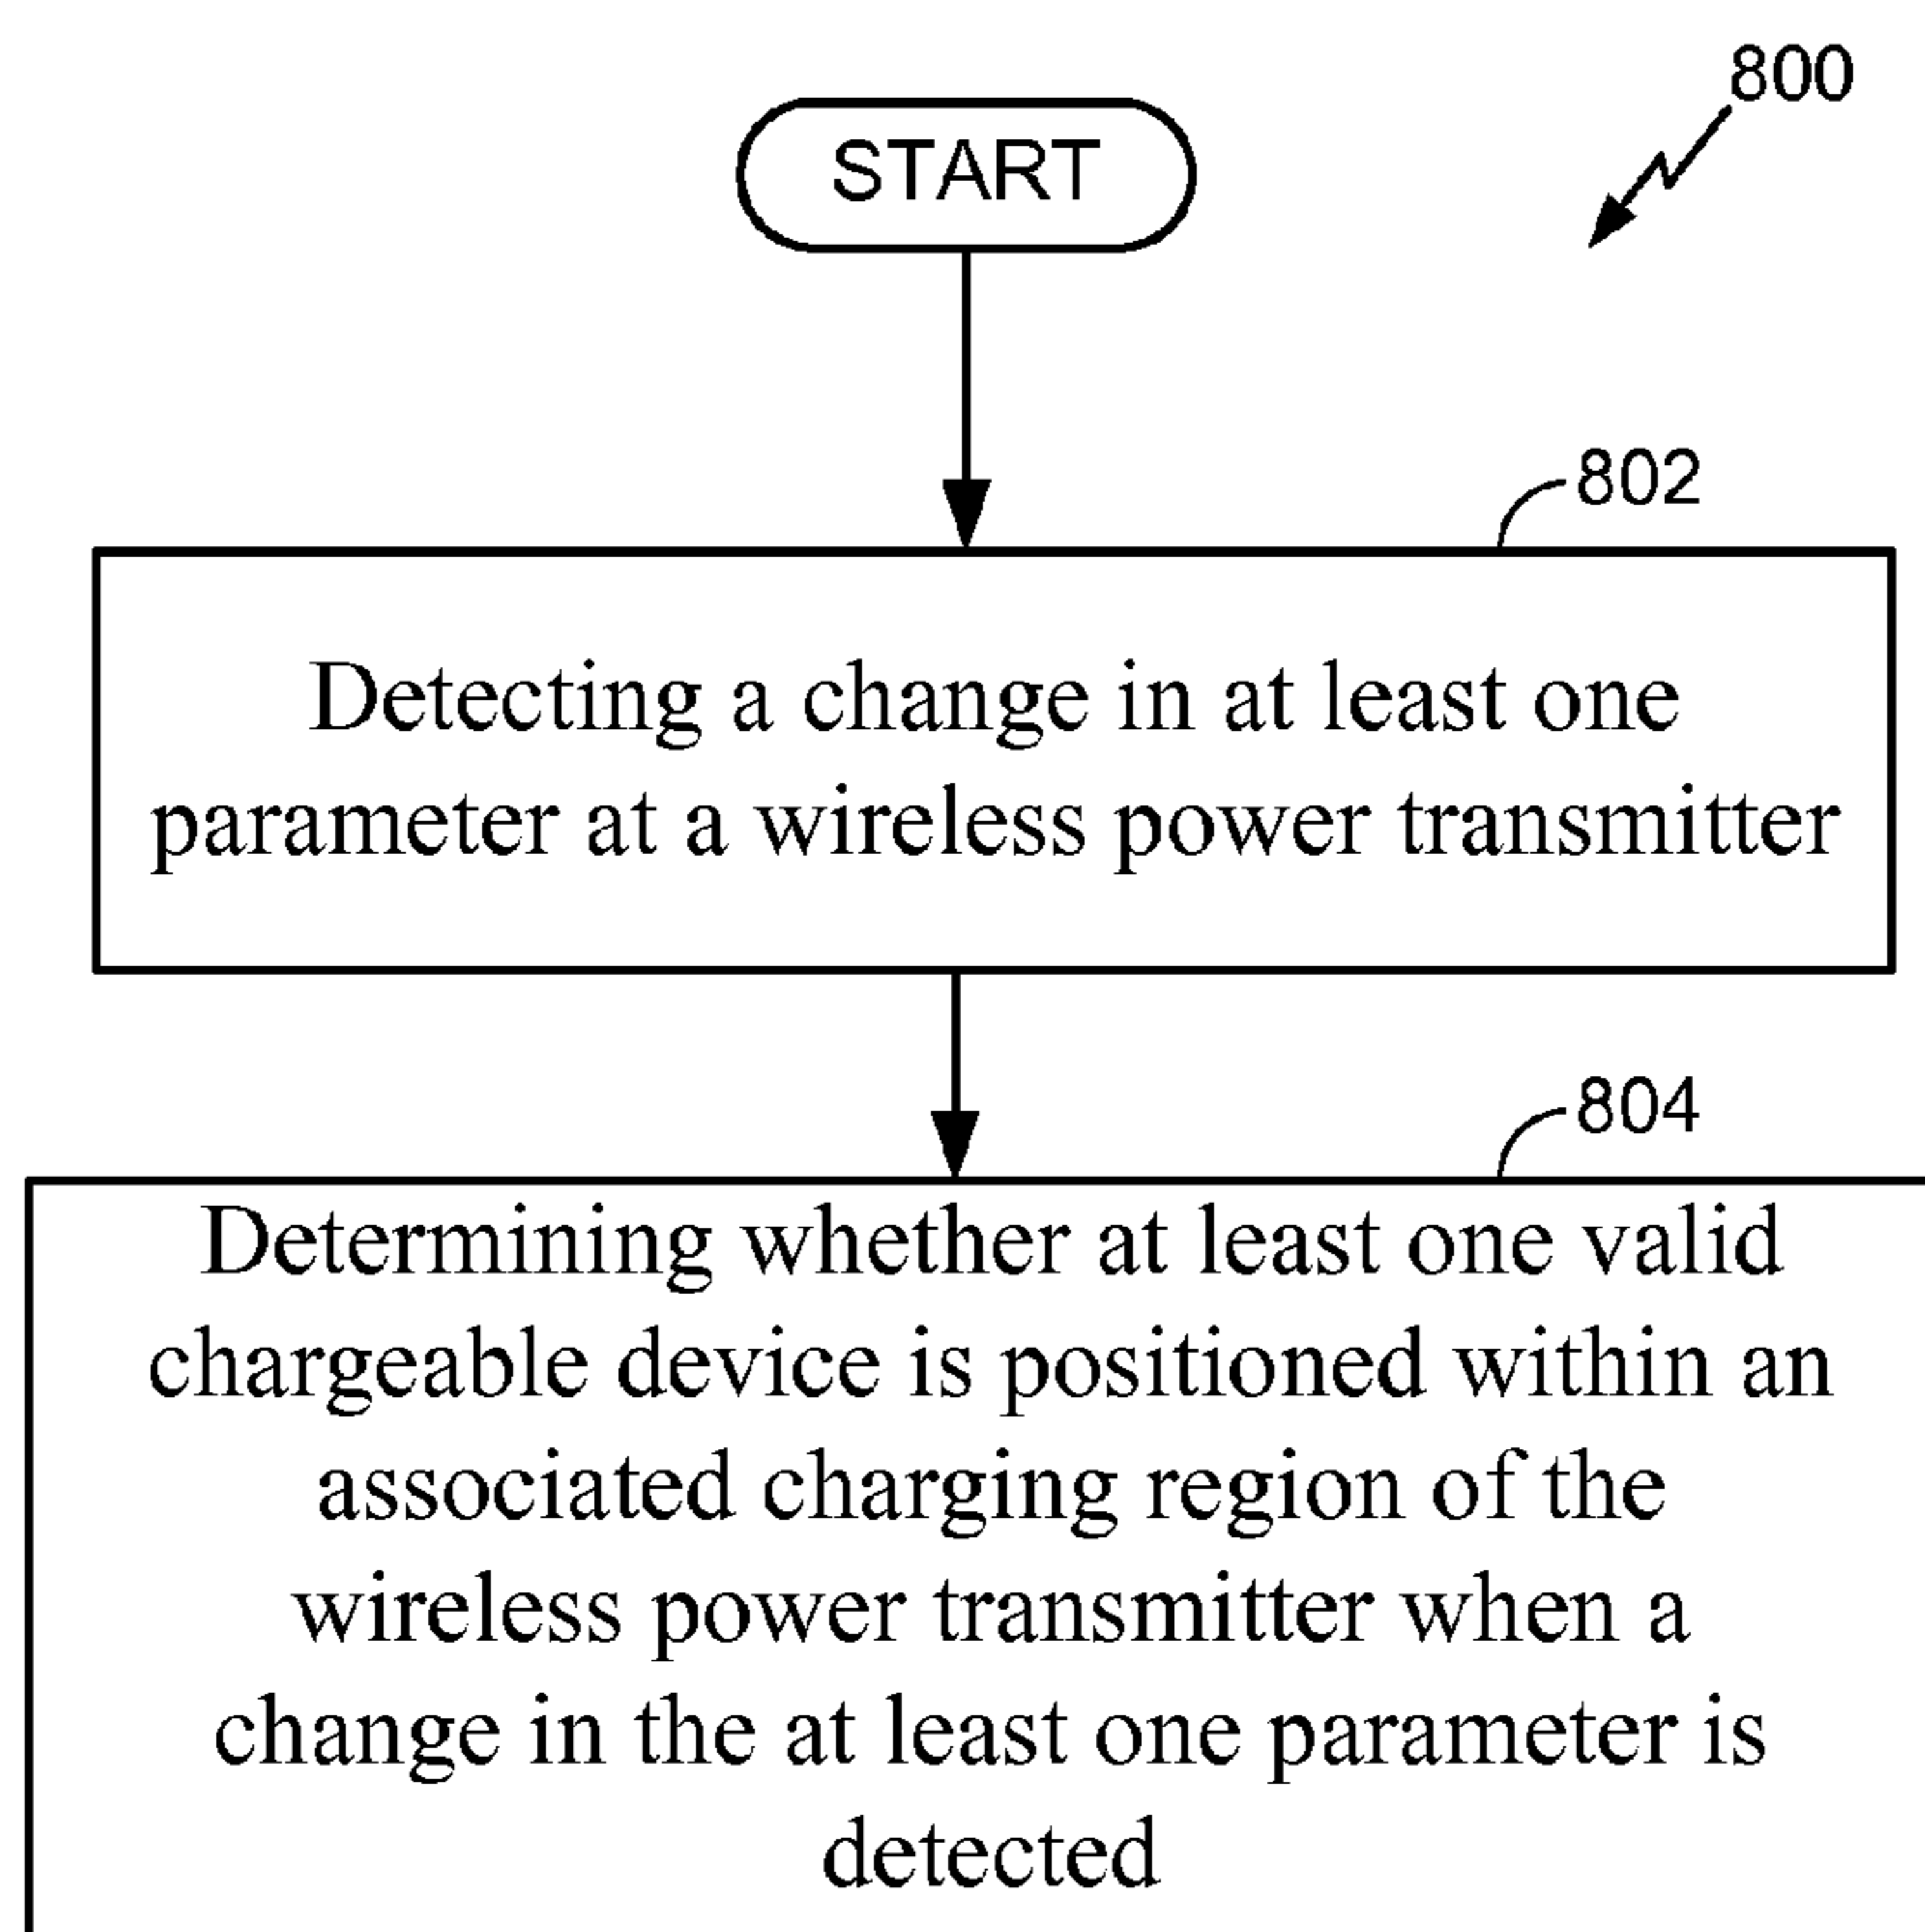 800
START
802
Detecting a change in at least one
parameter at a wireless power transmitter
804
Determining whether at least one valid
chargeable device is positioned within an
associated charging region of the
wireless power transmitter when a
change in the at least one parameter is
detected